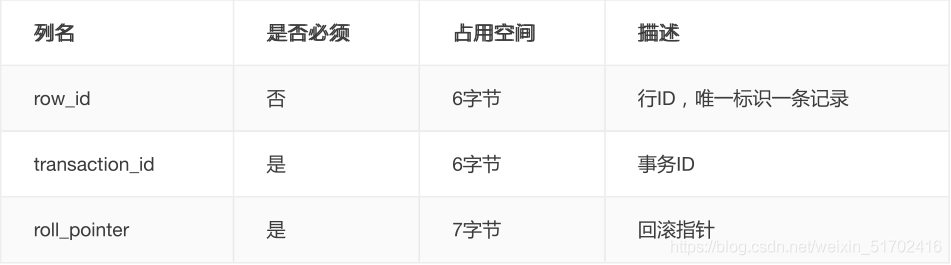 列名 是否必须 占用空间 描述
row_id 否 6字节 行ID，唯一标识一条记录
transaction_id 是 6字节 事务ID
roll_pointer 是 7字节 回滚指针
https://blog.csdn.net/weixin_51702416